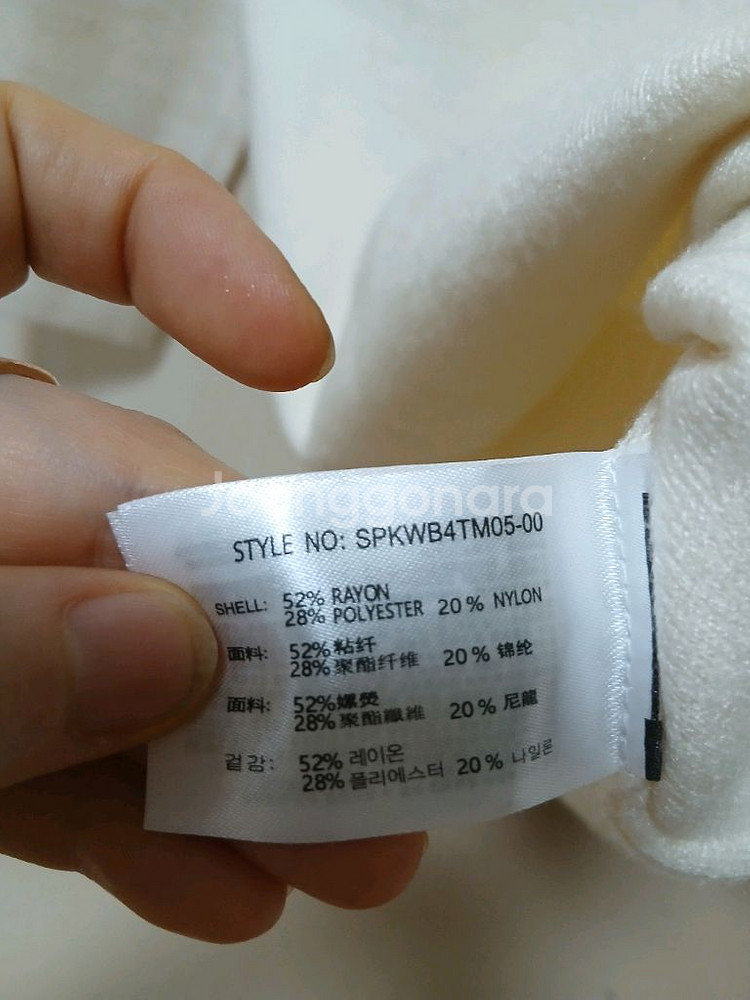 Joonggonara
STYLE NO: SPKWB4TM05-00
SHELL: 52% RAYON
28% POLYESTER 20% NYLON
面料: 52%粘纤
28%聚酯纤维 20% 锦纶
面料: 52%嫘縈
28%聚酯纖維 20% 尼龍
겉감: 52% 레이온
28% 폴리에스터 20% 나일론